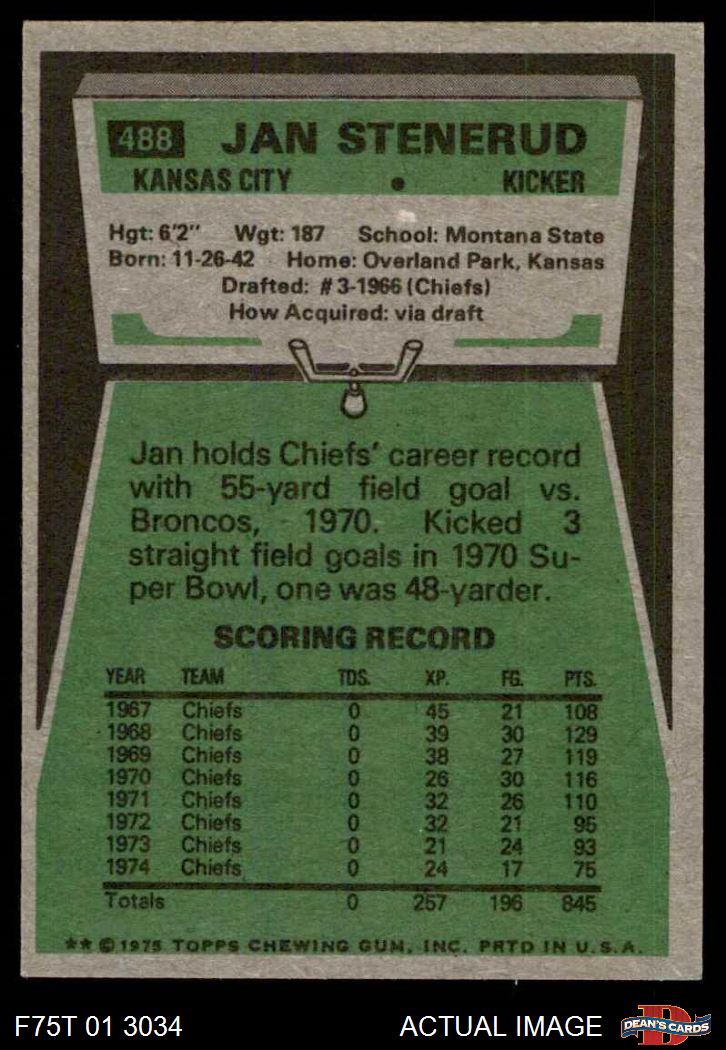 488 JAN STENERUD
KANSAS CITY • KICKER
Hgt: 6'2" Wgt: 187 School: Montana State
Born: 11-26-42 Home: Overland Park, Kansas
Drafted: #3-1966 (Chiefs)
How Acquired: via draft
Jan holds Chiefs' career record
with 55-yard field goal vs.
Broncos, 1970. Kicked 3
straight field goals in 1970 Su-
per Bowl, one was 48-yarder.
SCORING RECORD
YEAR TEAM TDS. XP. FG. PTS.
1967 Chiefs 0 45 21 108
1968 Chiefs 0 39 30 129
1969 Chiefs 0 38 27 119
1970 Chiefs 0 26 30 116
1971 Chiefs 0 32 26 110
1972 Chiefs 0 32 21 95
1973 Chiefs 0 21 24 93
1974 Chiefs 0 24 17 75
Totals 0 257 196 845
** © 1975 TOPPS CHEWING GUM, INC. PRTD IN U.S.A.
F75T 01 3034 ACTUAL IMAGE D DEAN'S CARDS